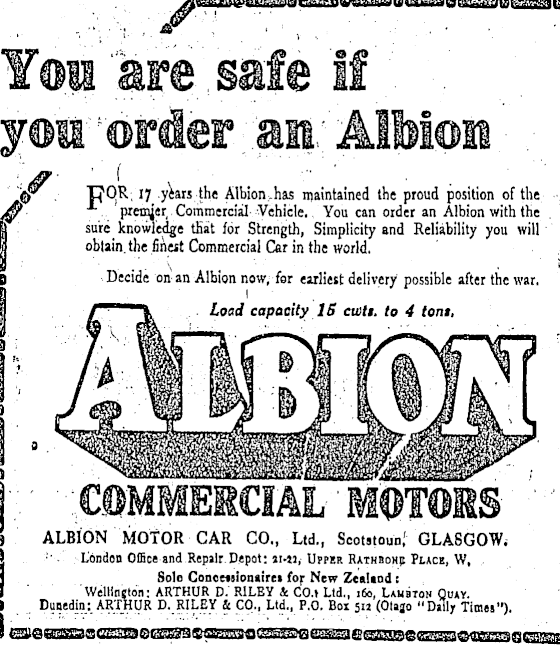 You are safe if
you order an Albion
FOR 17 years the Albion has maintained the proud position of the
premier Commercial Vehicle. You can order an Albion with the
sure knowledge that for Strength, Simplicity and Reliability you will
obtain the finest Commercial Car in the world.
Decide on an Albion now, for earliest delivery possible after the war.
Load capacity 15 cwts. to 4 tons.
ALBION
COMMERCIAL MOTORS
ALBION MOTOR CAR CO., Ltd., Scotstoun, GLASGOW.
London Office and Repair Depot: 21-22, UPPER RATHBONE PLACE, W.
Sole Concessionaires for New Zealand:
Wellington: ARTHUR D. RILEY & CO., Ltd., 160, LAMBTON QUAY.
Dunedin: ARTHUR D. RILEY & CO., Ltd., P.O. Box 512 (Otago "Daily Times").